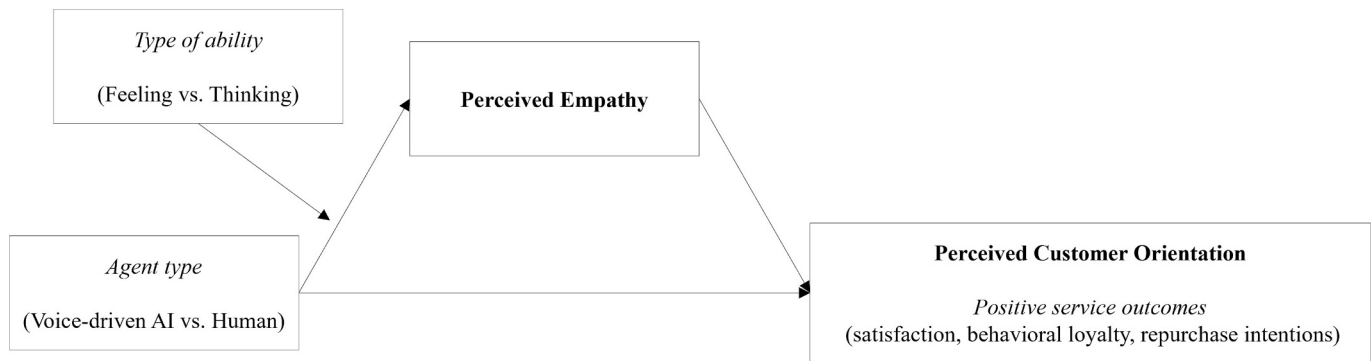 Type of ability
(Feeling vs. Thinking)
Perceived Empathy
Agent type
(Voice-driven AI vs. Human)
Perceived Customer Orientation
Positive service outcomes
(satisfaction, behavioral loyalty, repurchase intentions)